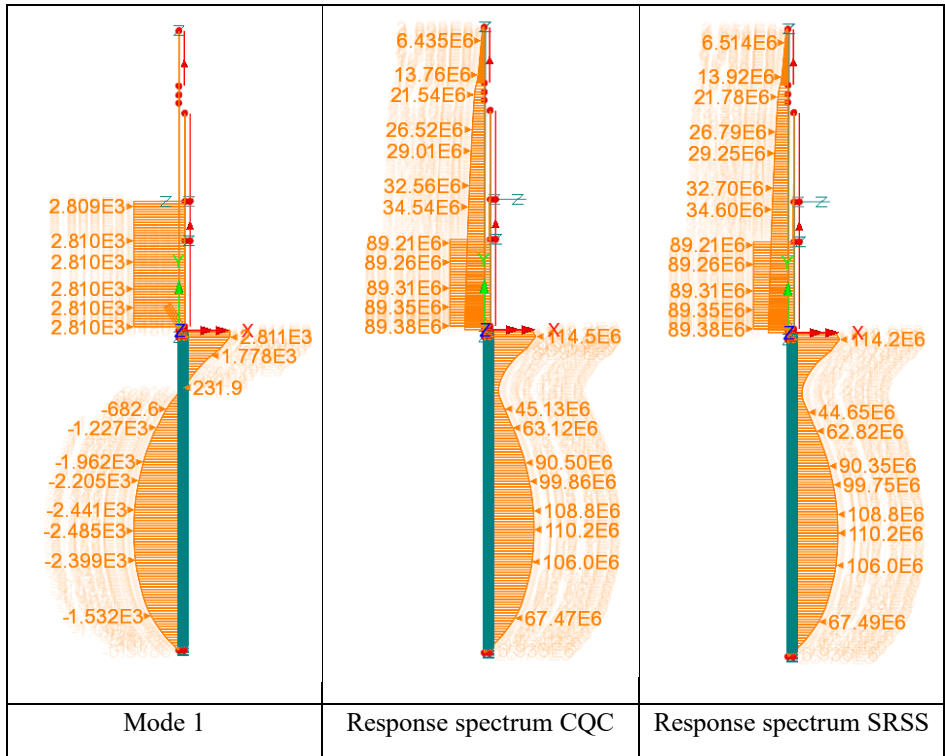 2.809E3
2.810E3
2.810E3
2.810E3
2.810E3
2.810E3
Z
Y
Z
X
2.811E3
1.778E3
231.9
-682.6
-1.227E3
-1.962E3
-2.205E3
-2.441E3
-2.485E3
-2.399E3
-1.532E3
Mode 1
6.435E6
13.76E6
21.54E6
26.52E6
29.01E6
32.56E6
34.54E6
Z
89.21E6
89.26E6
89.31E6
89.35E6
89.38E6
Y
Z
X
114.5E6
45.13E6
63.12E6
90.50E6
99.86E6
108.8E6
110.2E6
106.0E6
67.47E6
Response spectrum CQC
6.514E6
13.92E6
21.78E6
26.79E6
29.25E6
32.70E6
34.60E6
Z
89.21E6
89.26E6
89.31E6
89.35E6
89.38E6
Y
Z
X
114.2E6
44.65E6
62.82E6
90.35E6
99.75E6
108.8E6
110.2E6
106.0E6
67.49E6
Response spectrum SRSS